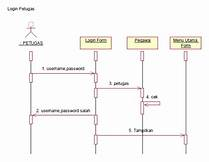 Login Petugas
: PETUGAS
Login Form
Pegawai
Menu Utama
Form
1. username,password
3. petugas
4. cek
2. username,password salah
5. Tampilkan